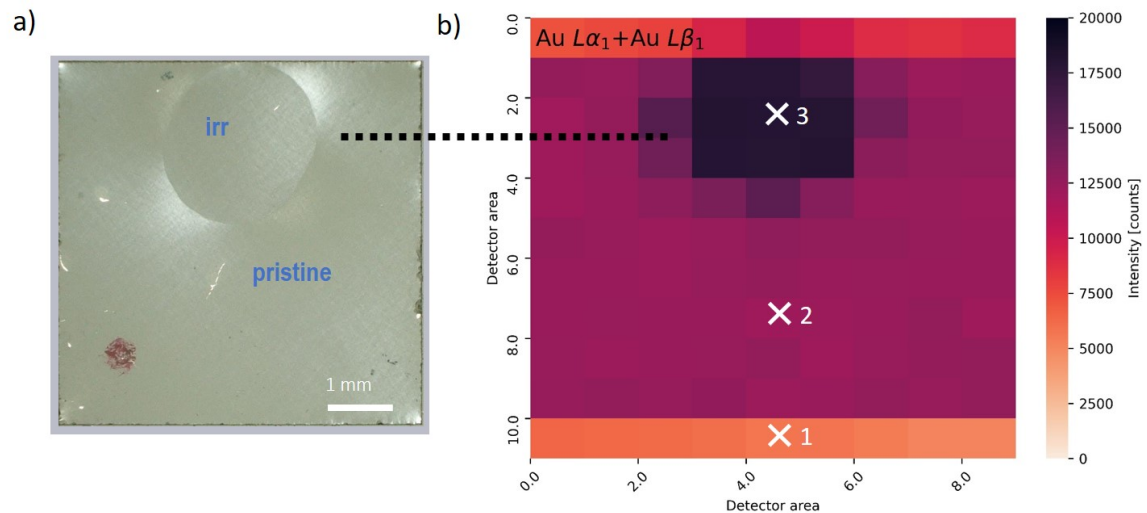 a)
irr
pristine
1 mm
b)
Au Lα₁+Au Lβ₁
3
2
1
0.0
2.0
4.0
6.0
8.0
10.0
Detector area
0.0
2.0
4.0
6.0
8.0
Detector area
20000
17500
15000
12500
10000
7500
5000
2500
0
Intensity [counts]